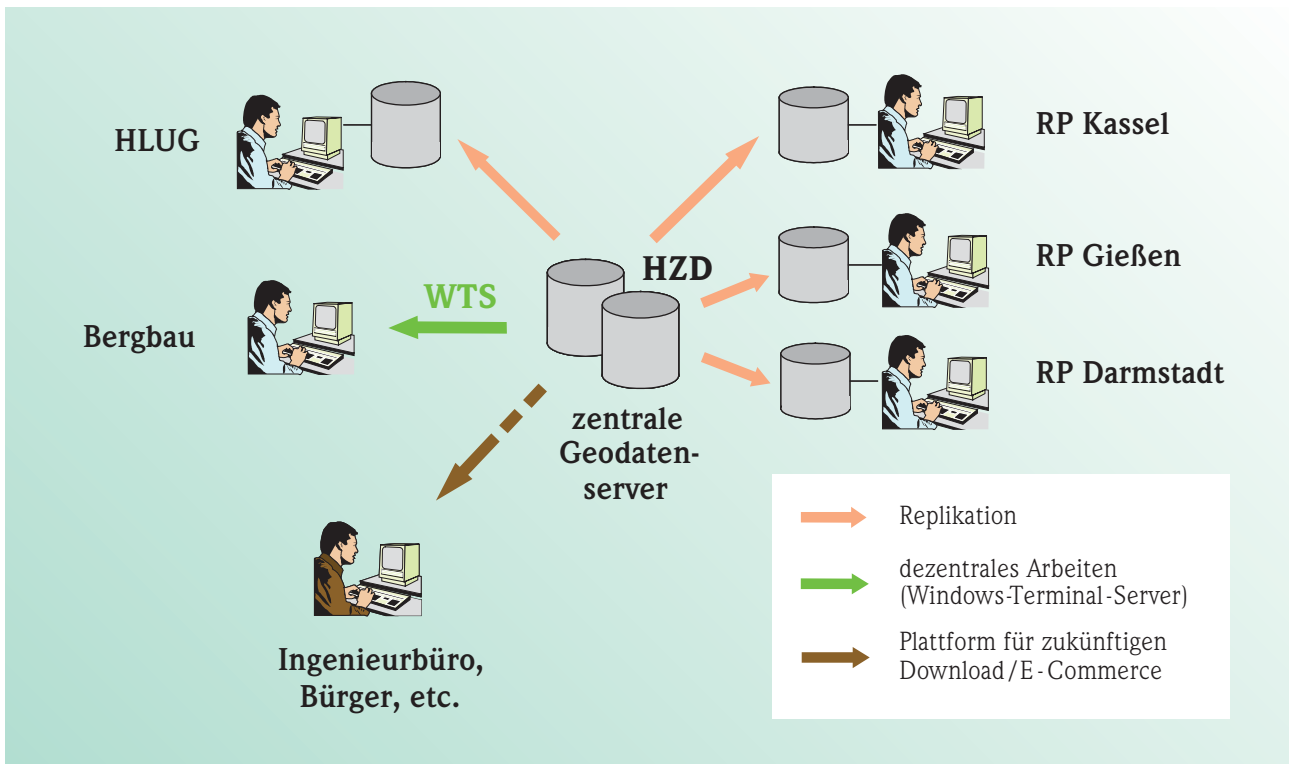 HLUG
RP Kassel
HZD
RP Gießen
WTS
Bergbau
RP Darmstadt
zentrale
Geodaten-
server
Ingenieurbüro,
Bürger, etc.
Replikation
dezentrales Arbeiten
(Windows-Terminal-Server)
Plattform für zukünftigen
Download/E-Commerce